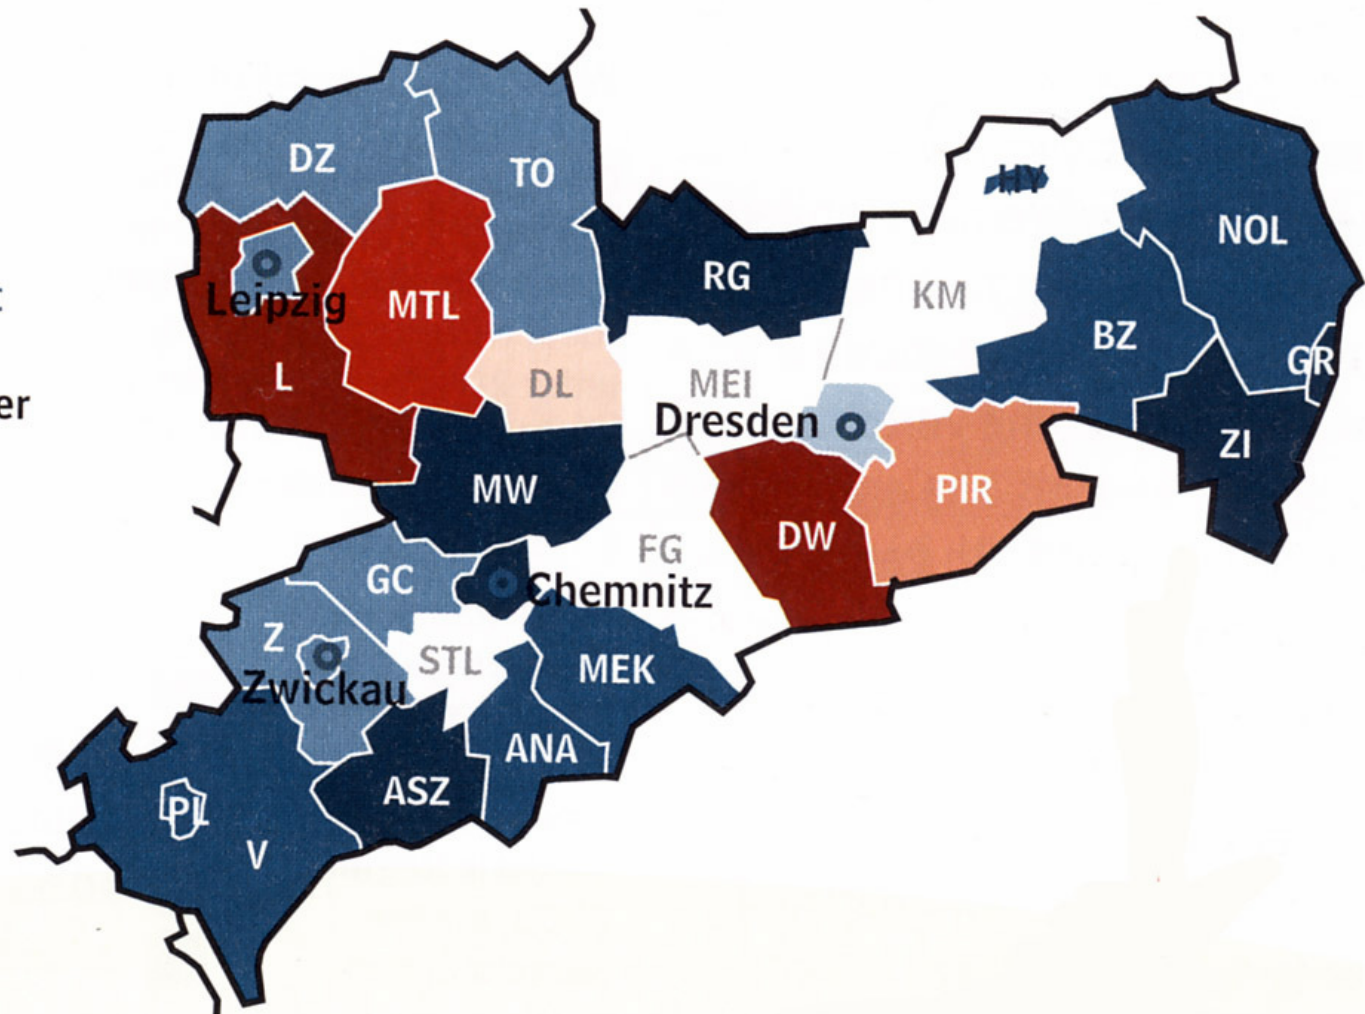 DZ
TO
HY
NOL
RG
KM
Leipzig
MTL
BZ
GR
L
DL
MEI
er
Dresden
ZI
MW
PIR
DW
FG
GC
Chemnitz
Z
STL
MEK
Zwickau
ANA
ASZ
PL
V